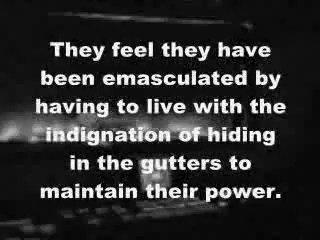 They feel they have
been emasculated by
having to live with the
indignation of hiding
in the gutters to
maintain their power.